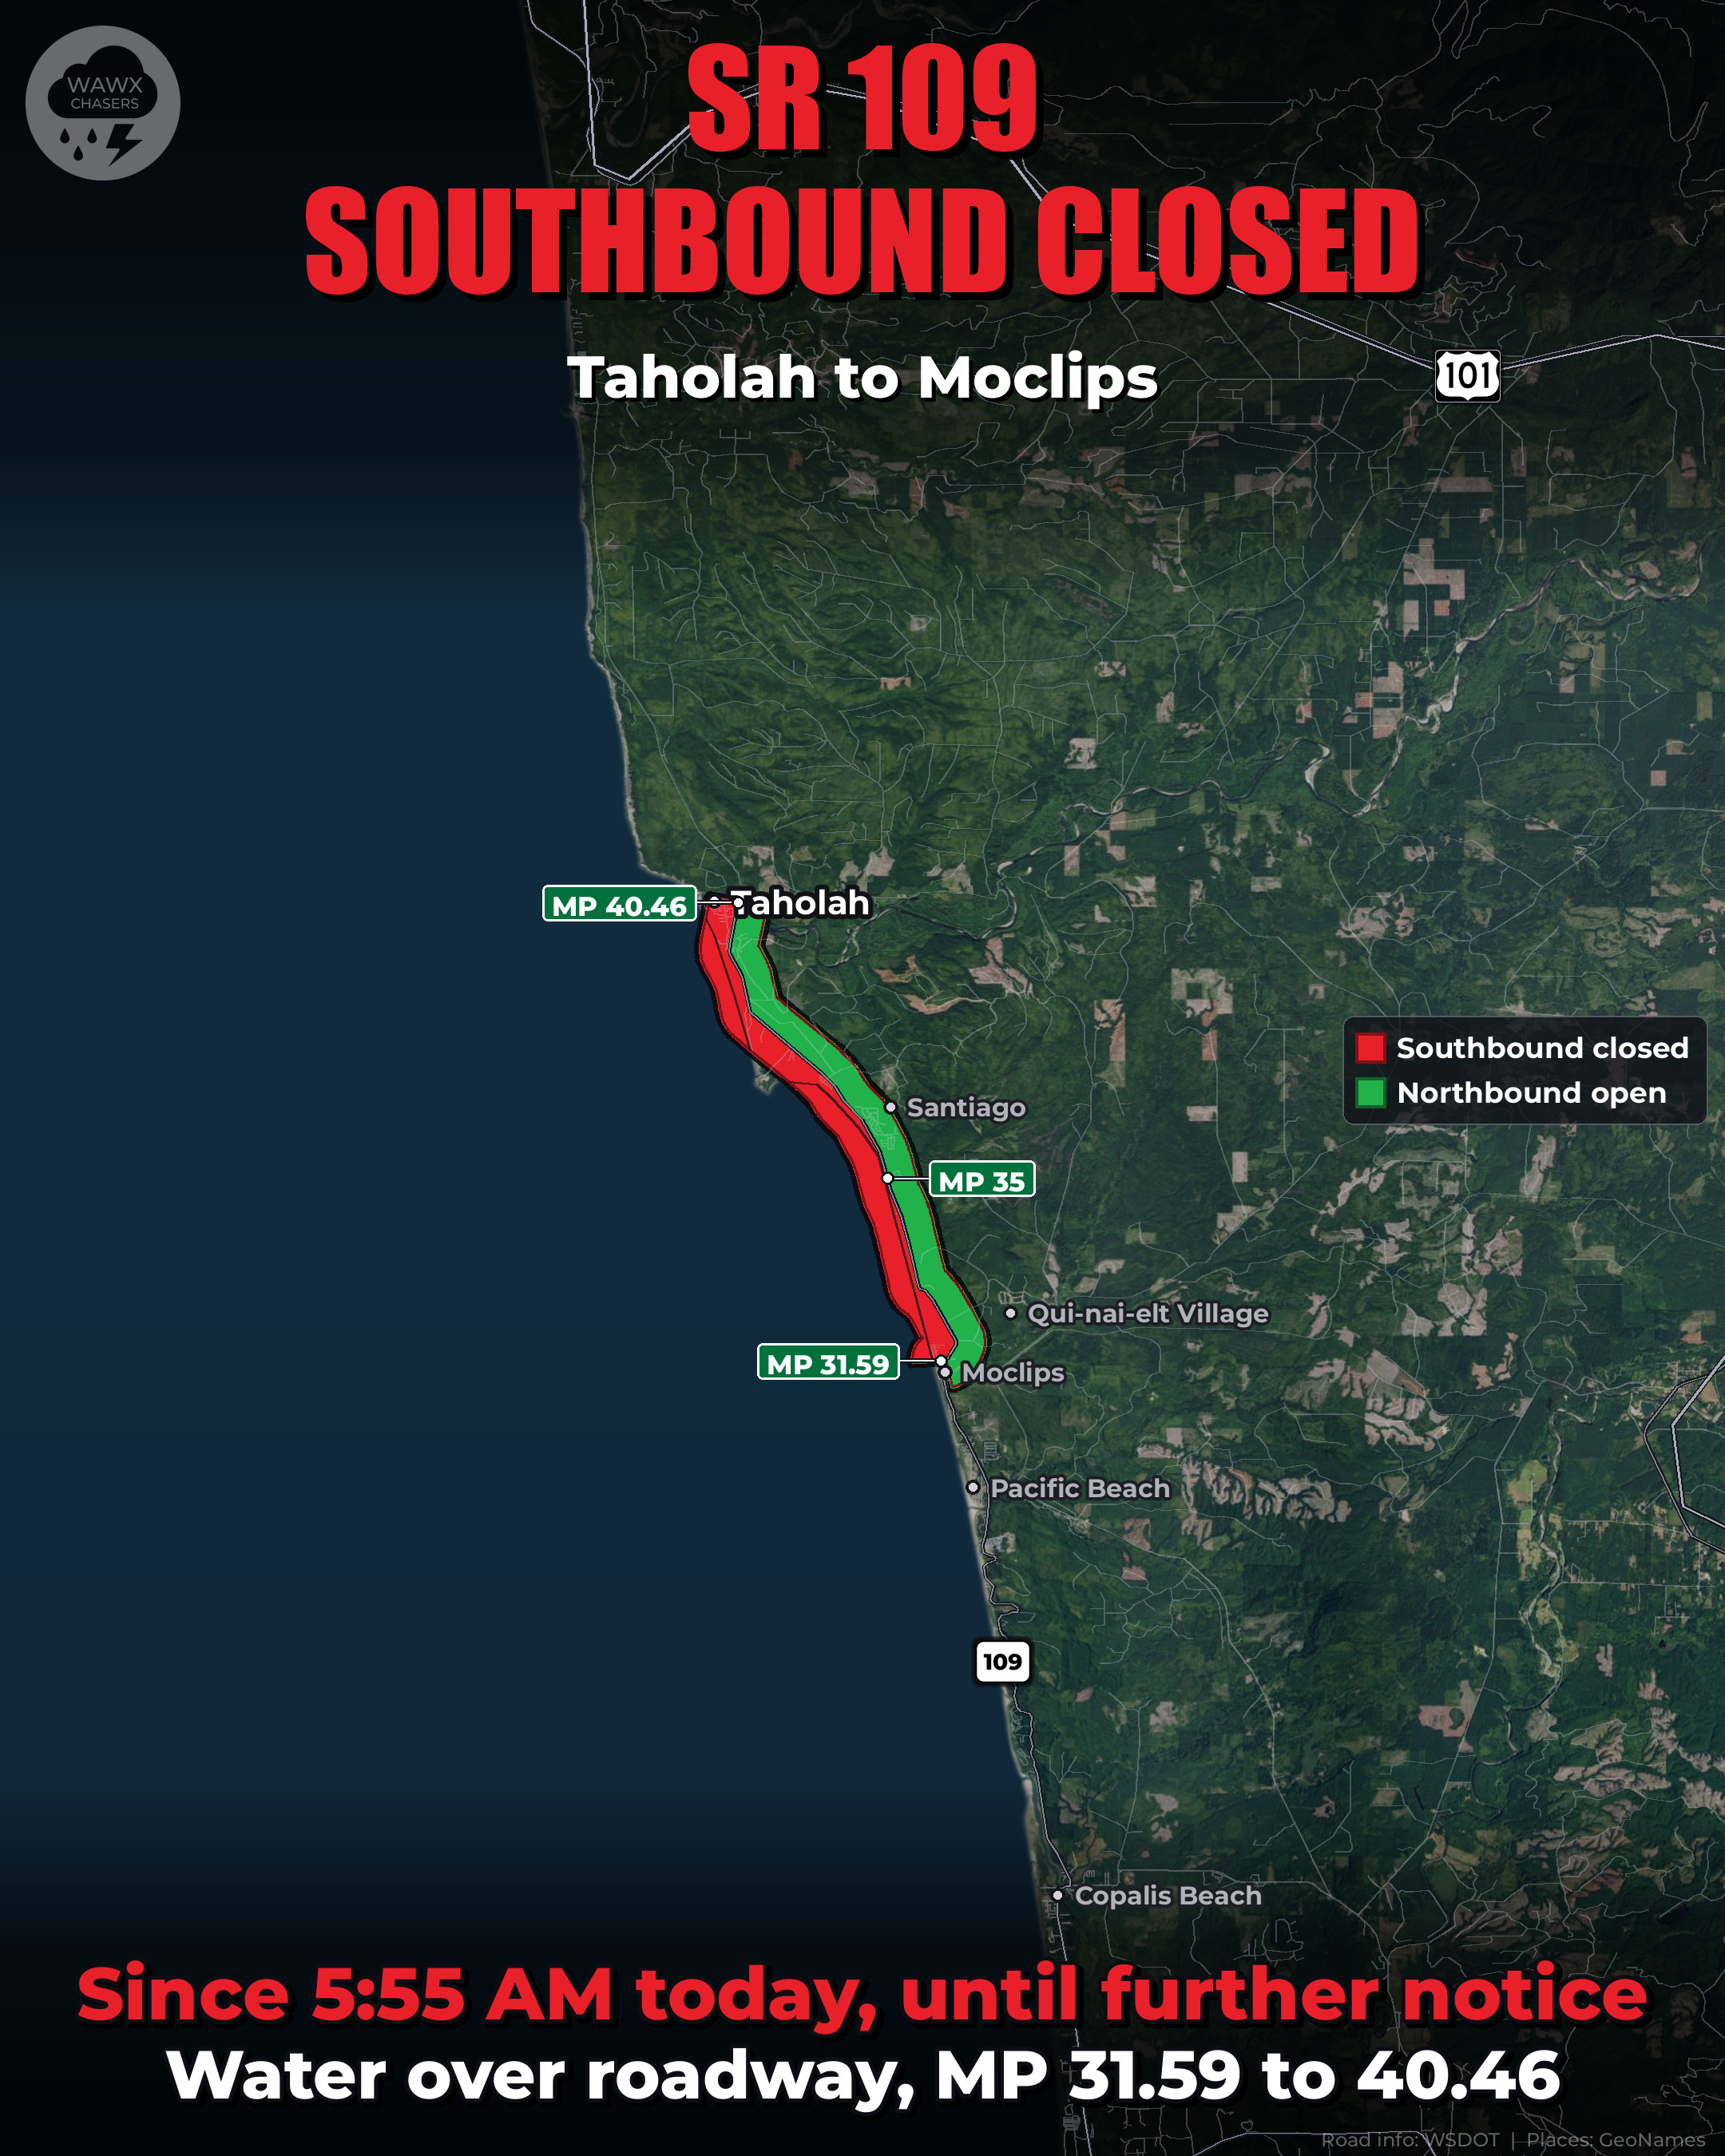 WAWX
CHASERS
SR 109
SOUTHBOUND CLOSED
Taholah to Moclips
101
MP 40.46
Taholah
Southbound closed
Northbound open
Santiago
MP 35
Qui-nai-elt Village
MP 31.59
Moclips
Pacific Beach
109
Copalis Beach
Since 5:55 AM today, until further notice
Water over roadway, MP 31.59 to 40.46
Road info: WSDOT | Places: GeoNames